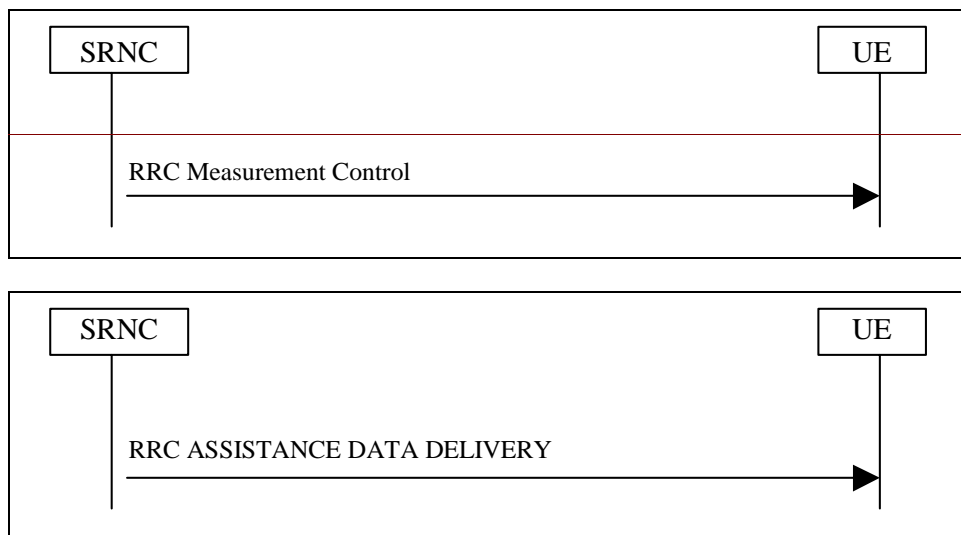 SRNC UE
RRC Measurement Control
SRNC UE
RRC ASSISTANCE DATA DELIVERY